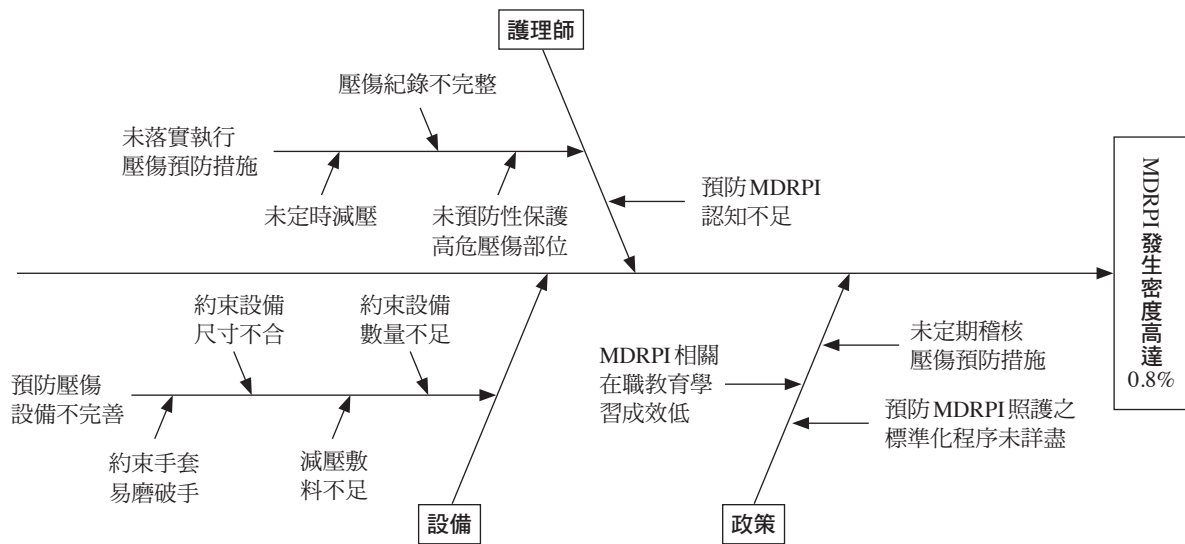 護理師
壓傷紀錄不完整
未落實執行
壓傷預防措施
未定時減壓
未預防性保護
高危壓傷部位
預防MDRPI
認知不足
MDRPI發生密度高達
0.8%
約束設備
尺寸不合
約束設備
數量不足
預防壓傷
設備不完善
約束手套
易磨破手
減壓敷
料不足
設備
MDRPI相關
在職教育學
習成效低
未定期稽核
壓傷預防措施
預防MDRPI照護之
標準化程序未詳盡
政策